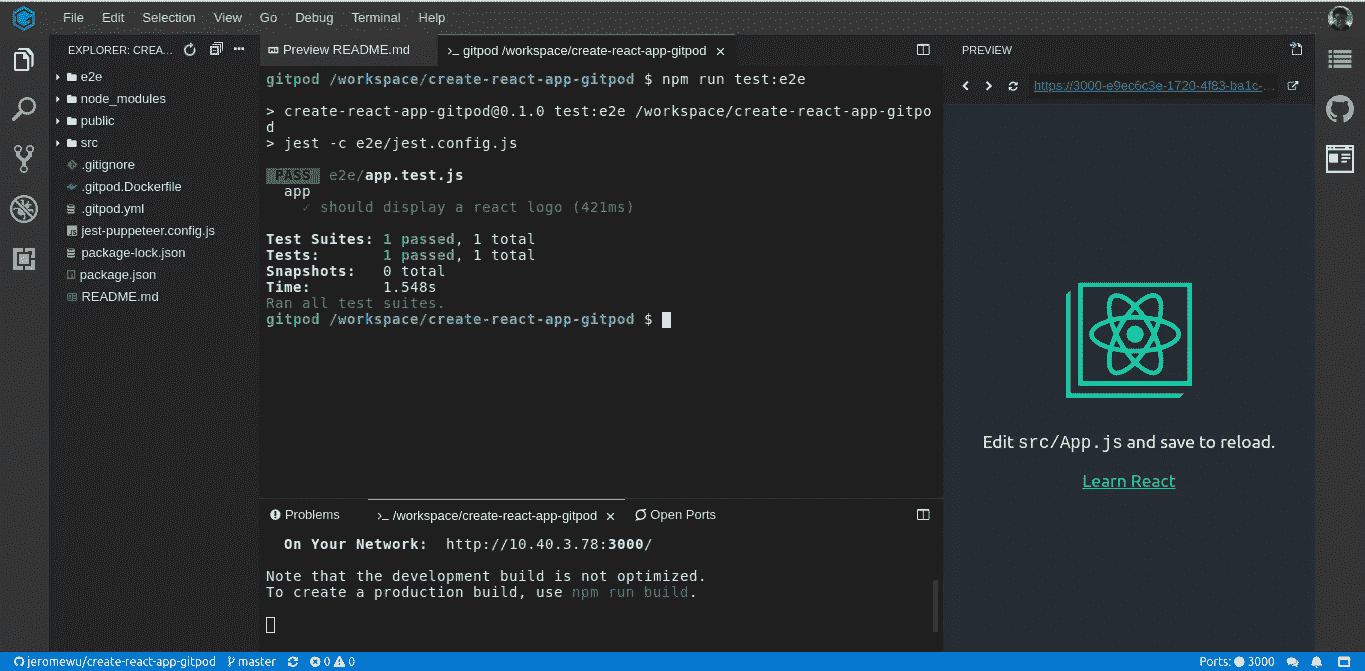 File Edit Selection View Go Debug Terminal Help
EXPLORER: CREA...
e2e
node_modules
public
src
.gitignore
.gitpod.Dockerfile
.gitpod.yml
jest-puppeteer.config.js
package-lock.json
package.json
README.md
Preview README.md
>_ gitpod /workspace/create-react-app-gitpod
gitpod /workspace/create-react-app-gitpod $ npm run test:e2e
> create-react-app-gitpod@0.1.0 test:e2e /workspace/create-react-app-gitpo
d
> jest -c e2e/jest.config.js
PASS e2e/app.test.js
app
✓ should display a react logo (421ms)
Test Suites: 1 passed, 1 total
Tests: 1 passed, 1 total
Snapshots: 0 total
Time: 1.548s
Ran all test suites.
gitpod /workspace/create-react-app-gitpod $
Problems
>_ /workspace/create-react-app-gitpod
Open Ports
On Your Network: http://10.40.3.78:3000/
Note that the development build is not optimized.
To create a production build, use npm run build.
PREVIEW
https://3000-e9ec6c3e-1720-4f83-ba1c-...
Edit src/App.js and save to reload.
Learn React
jeromewu/create-react-app-gitpod master 0 0
Ports: 3000